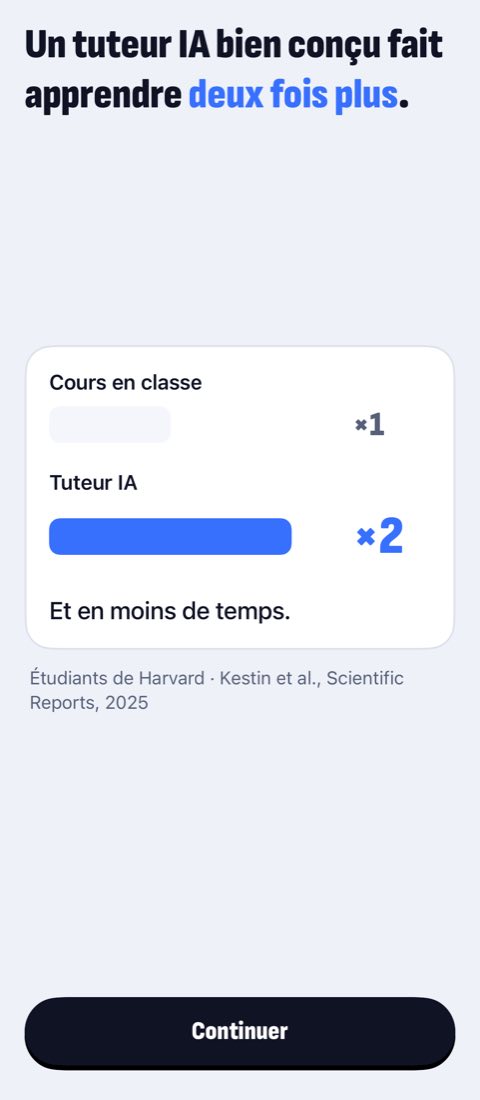 Un tuteur IA bien conçu fait
apprendre deux fois plus.
Cours en classe
×1
Tuteur IA
×2
Et en moins de temps.
Étudiants de Harvard · Kestin et al., Scientific
Reports, 2025
Continuer